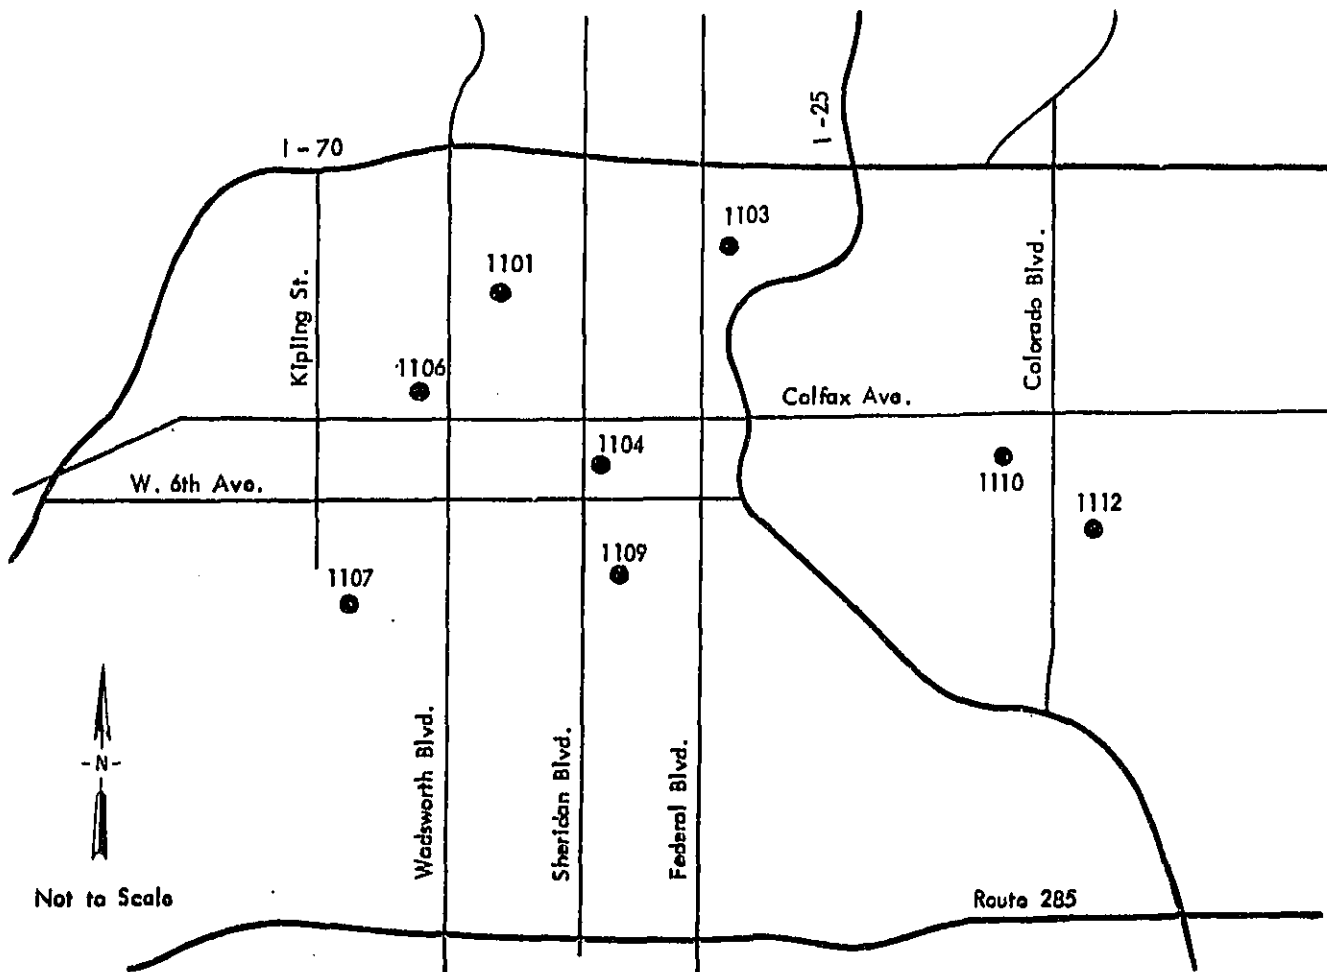 I-70
I-25
1103
1101
Kipling St.
Colorado Blvd.
1106
Colfax Ave.
1104
W. 6th Ave.
1110
1112
1109
1107
-N-
Wadsworth Blvd.
Sheridan Blvd.
Federal Blvd.
Not to Scale
Route 285